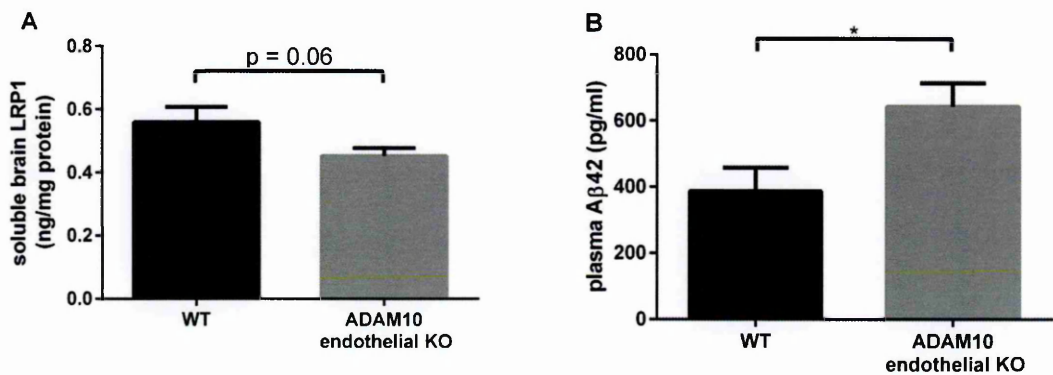 A
0.8
0.6
0.4
0.2
0.0
soluble brain LRP1
(ng/mg protein)
p = 0.06
WT
ADAM10
endothelial KO
B
800
600
400
200
0
plasma Aβ42 (pg/ml)
*
WT
ADAM10
endothelial KO